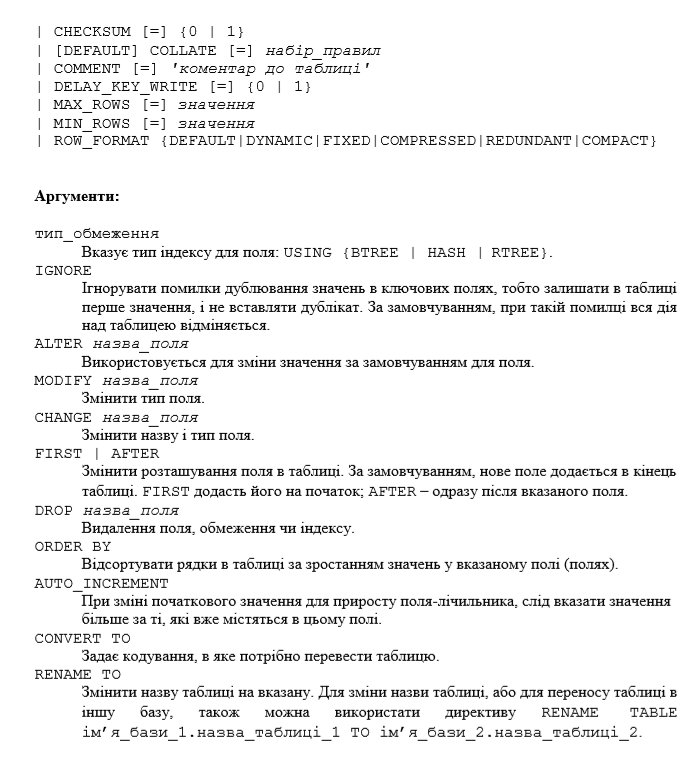 | CHECKSUM [=] {0 | 1}
| [DEFAULT] COLLATE [=] набір_правил
| COMMENT [=] 'коментар до таблиці'
| DELAY_KEY_WRITE [=] {0 | 1}
| MAX_ROWS [=] значення
| MIN_ROWS [=] значення
| ROW_FORMAT {DEFAULT|DYNAMIC|FIXED|COMPRESSED|REDUNDANT|COMPACT}
Аргументи:
тип_обмеження
Вказує тип індексу для поля: USING {BTREE | HASH | RTREE}.
IGNORE
Ігнорувати помилки дублювання значень в ключових полях, тобто залишати в таблиці
перше значення, і не вставляти дублікат. За замовчуванням, при такій помилці вся дія
над таблицею відміняється.
ALTER назва_поля
Використовується для зміни значення за замовчуванням для поля.
MODIFY назва_поля
Змінити тип поля.
CHANGE назва_поля
Змінити назву і тип поля.
FIRST | AFTER
Змінити розташування поля в таблиці. За замовчуванням, нове поле додається в кінець
таблиці. FIRST додасть його на початок; AFTER – одразу після вказаного поля.
DROP назва_поля
Видалення поля, обмеження чи індексу.
ORDER BY
Відсортувати рядки в таблиці за зростанням значень у вказаному полі (полях).
AUTO_INCREMENT
При зміні початкового значення для приросту поля-лічильника, слід вказати значення
більше за ті, які вже містяться в цьому полі.
CONVERT TO
Задає кодування, в яке потрібно перевести таблицю.
RENAME TO
Змінити назву таблиці на вказану. Для зміни назви таблиці, або для переносу таблиці в
іншу базу, також можна використати директиву RENAME TABLE
ім’я_бази_1.назва_таблиці_1 TO ім’я_бази_2.назва_таблиці_2.